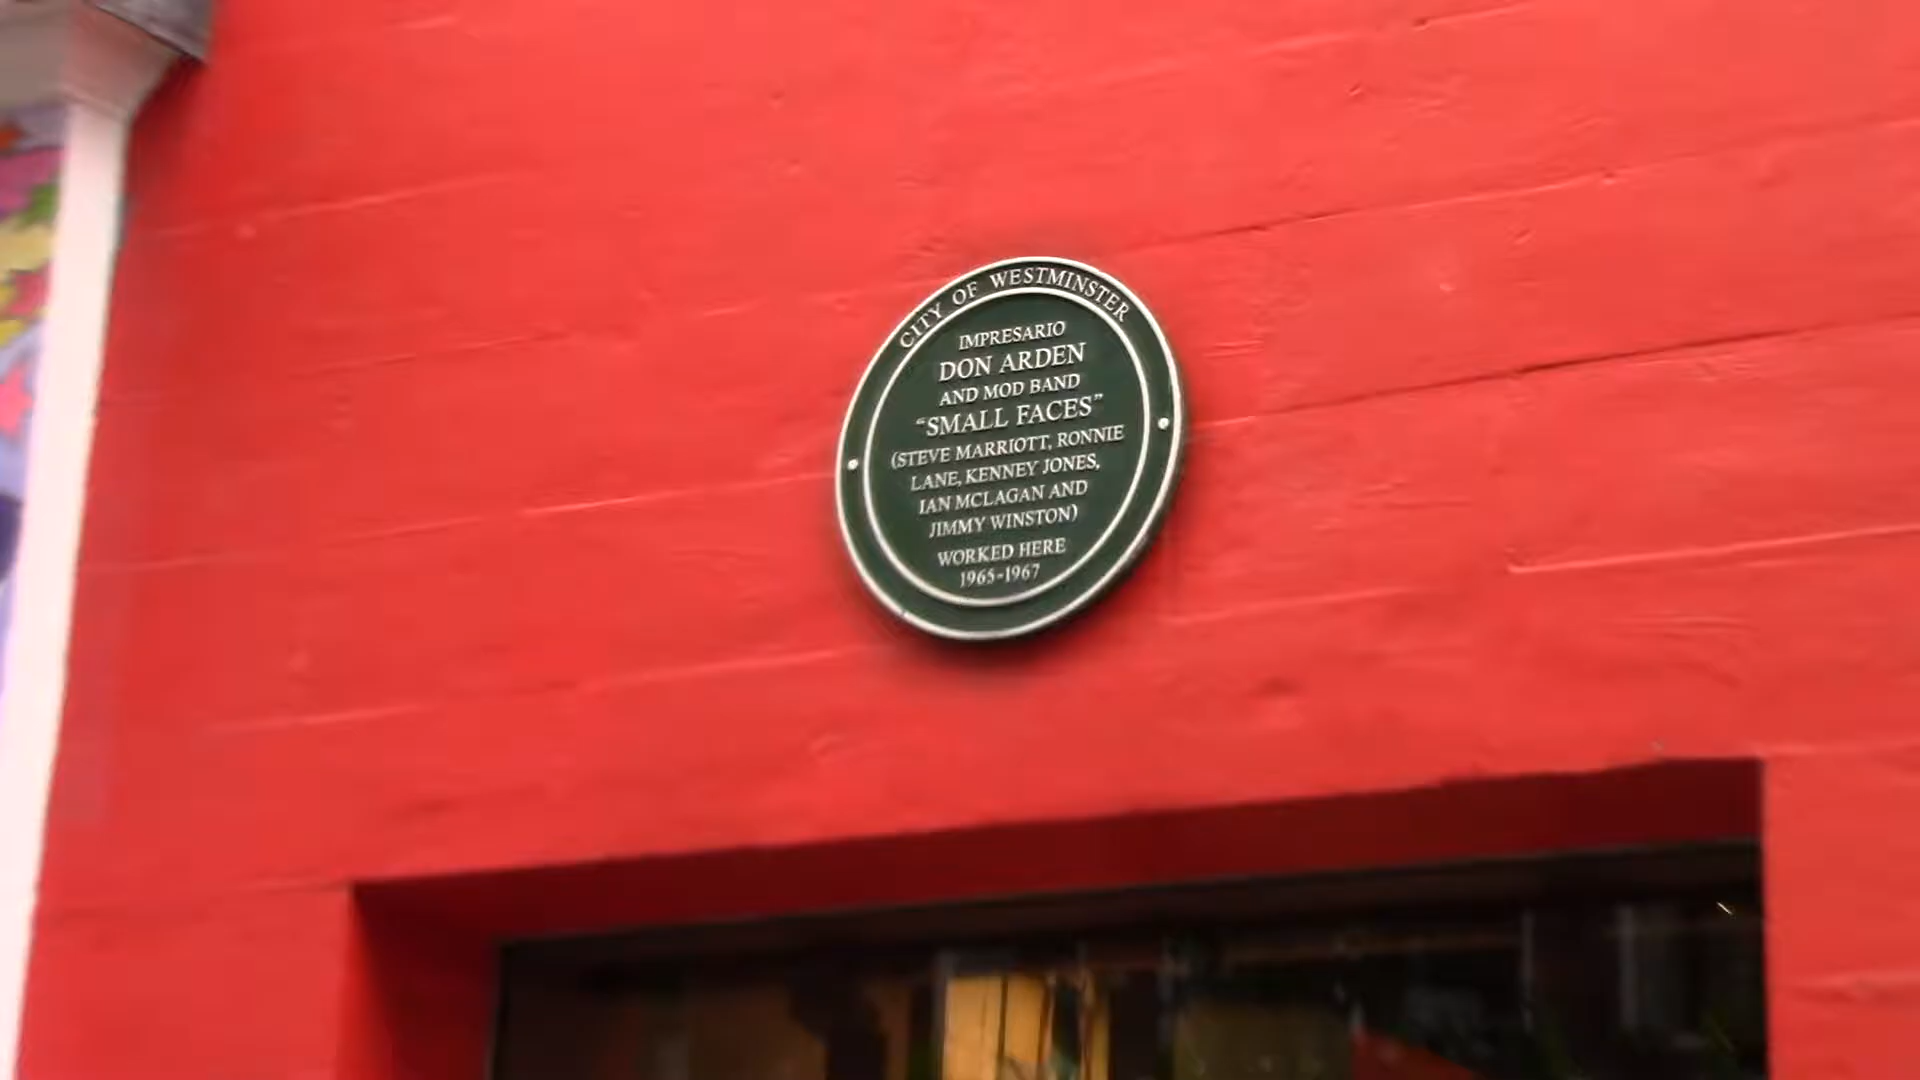 CITY OF WESTMINSTER
IMPRESARIO
DON ARDEN
AND MOD BAND
“SMALL FACES”
(STEVE MARRIOTT, RONNIE
LANE, KENNEY JONES,
IAN MCLAGAN AND
JIMMY WINSTON)
WORKED HERE
1965-1967